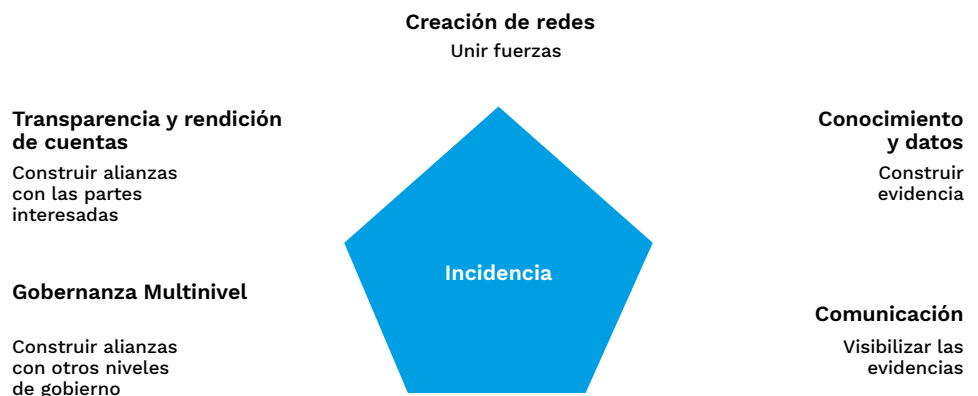 Creación de redes
Unir fuerzas
Transparencia y rendición
de cuentas
Construir alianzas
con las partes
interesadas
Conocimiento
y datos
Construir
evidencia
Incidencia
Gobernanza Multinivel
Construir alianzas
con otros niveles
de gobierno
Comunicación
Visibilizar las
evidencias